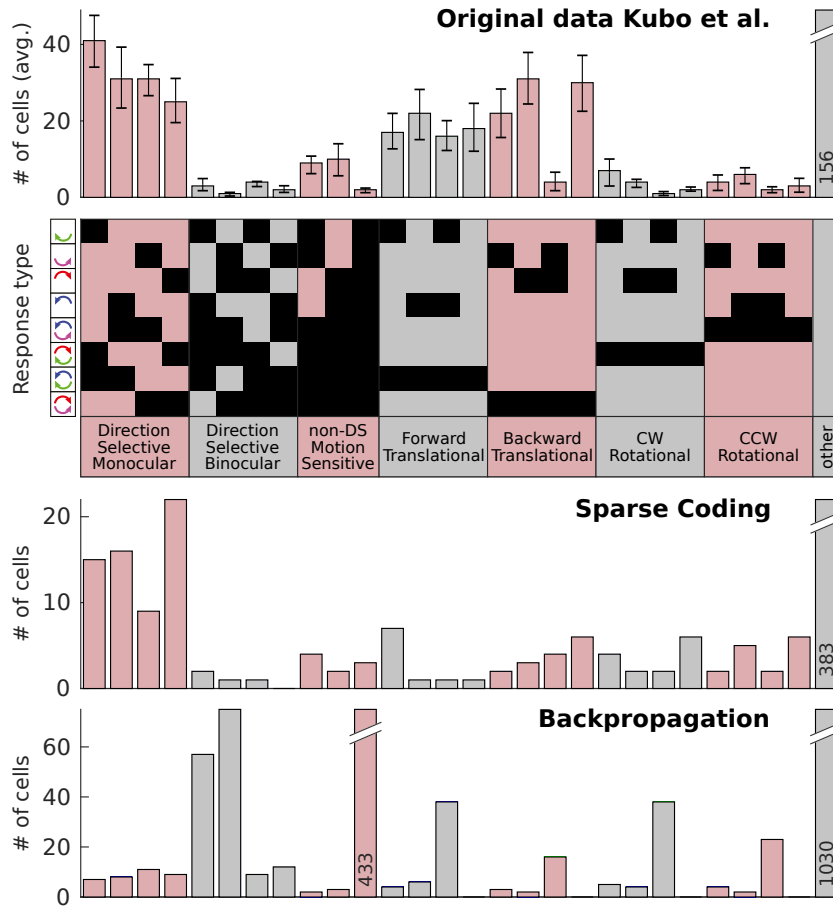 Original data Kubo et al.
# of cells (avg.)
40
20
0
156
Response type
Direction
Selective
Monocular
Direction
Selective
Binocular
non-DS
Motion
Sensitive
Forward
Translational
Backward
Translational
CW
Rotational
CCW
Rotational
other
Sparse Coding
# of cells
20
10
0
383
Backpropagation
# of cells
60
40
20
0
433
1030